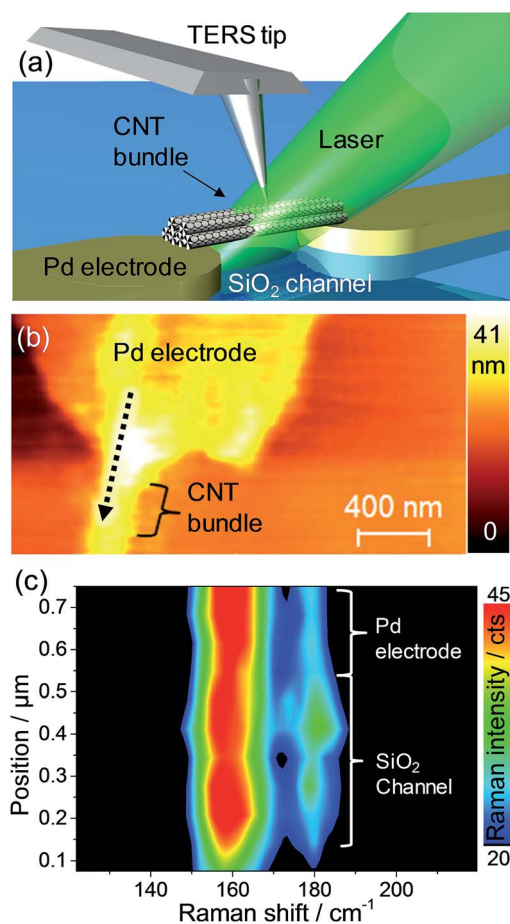 (a)
TERS tip
CNT
bundle
Laser
Pd electrode
SiO₂ channel
(b)
Pd electrode
CNT
bundle
400 nm
41
nm
0
(c)
0.7
0.6
0.5
0.4
0.3
0.2
0.1
Position / µm
Pd
electrode
SiO₂
Channel
140 160 180 200
Raman shift / cm⁻¹
45
Raman intensity / cts
20